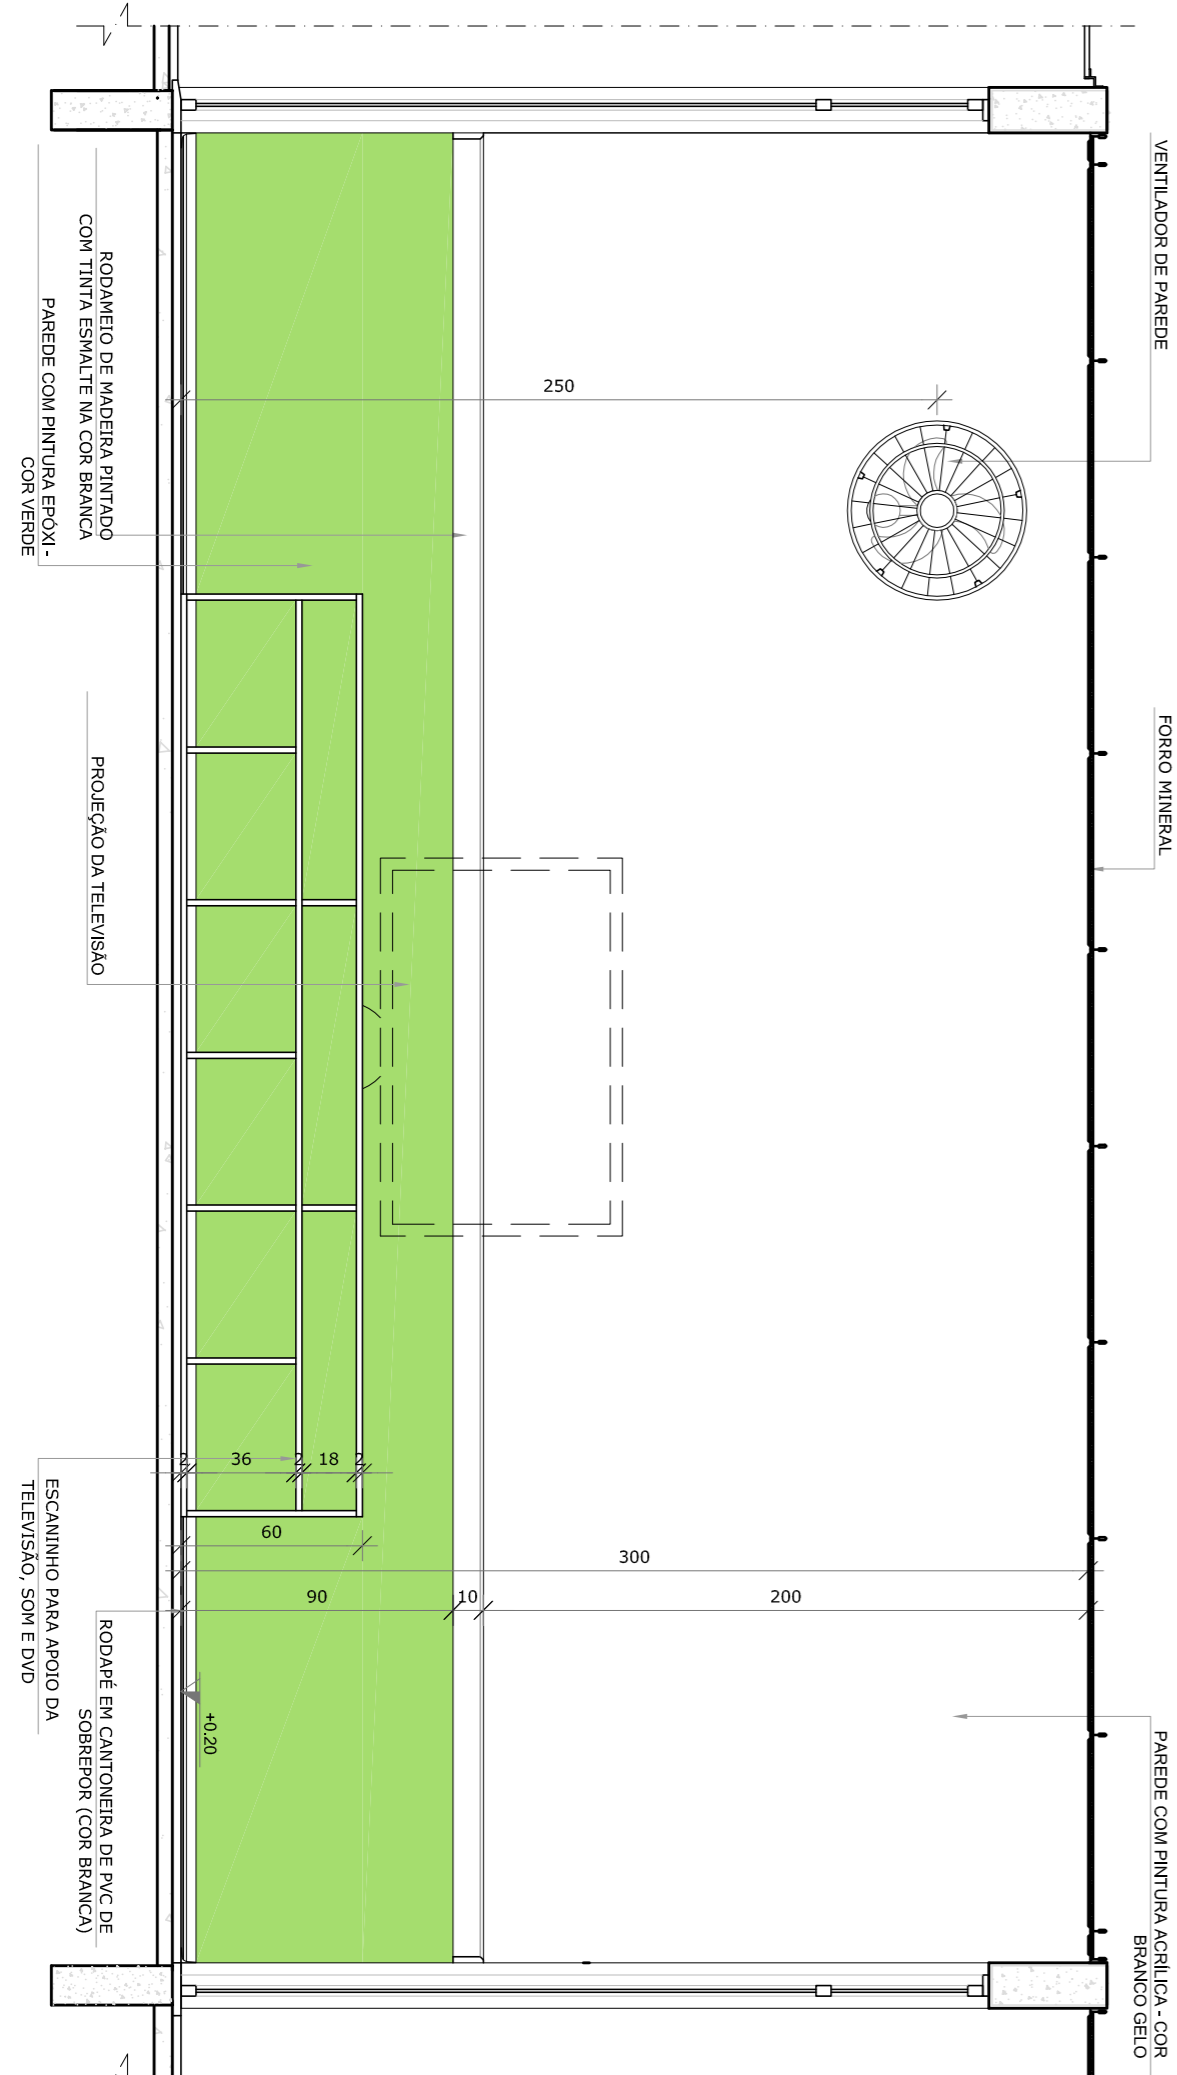 VENTILADOR DE PAREDE
FORRO MINERAL
PAREDE COM PINTURA ACRÍLICA - COR
BRANCO GELO
250
RODAMEIO DE MADEIRA PINTADO
COM TINTA ESMALTE NA COR BRANCA
PAREDE COM PINTURA EPÓXI -
COR VERDE
PROJEÇÃO DA TELEVISÃO
2
36
2
18
2
60
300
90
10
200
+0.20
ESCANINHO PARA APOIO DA
TELEVISÃO, SOM E DVD
RODAPÉ EM CANTONEIRA DE PVC DE
SOBREPOR (COR BRANCA)